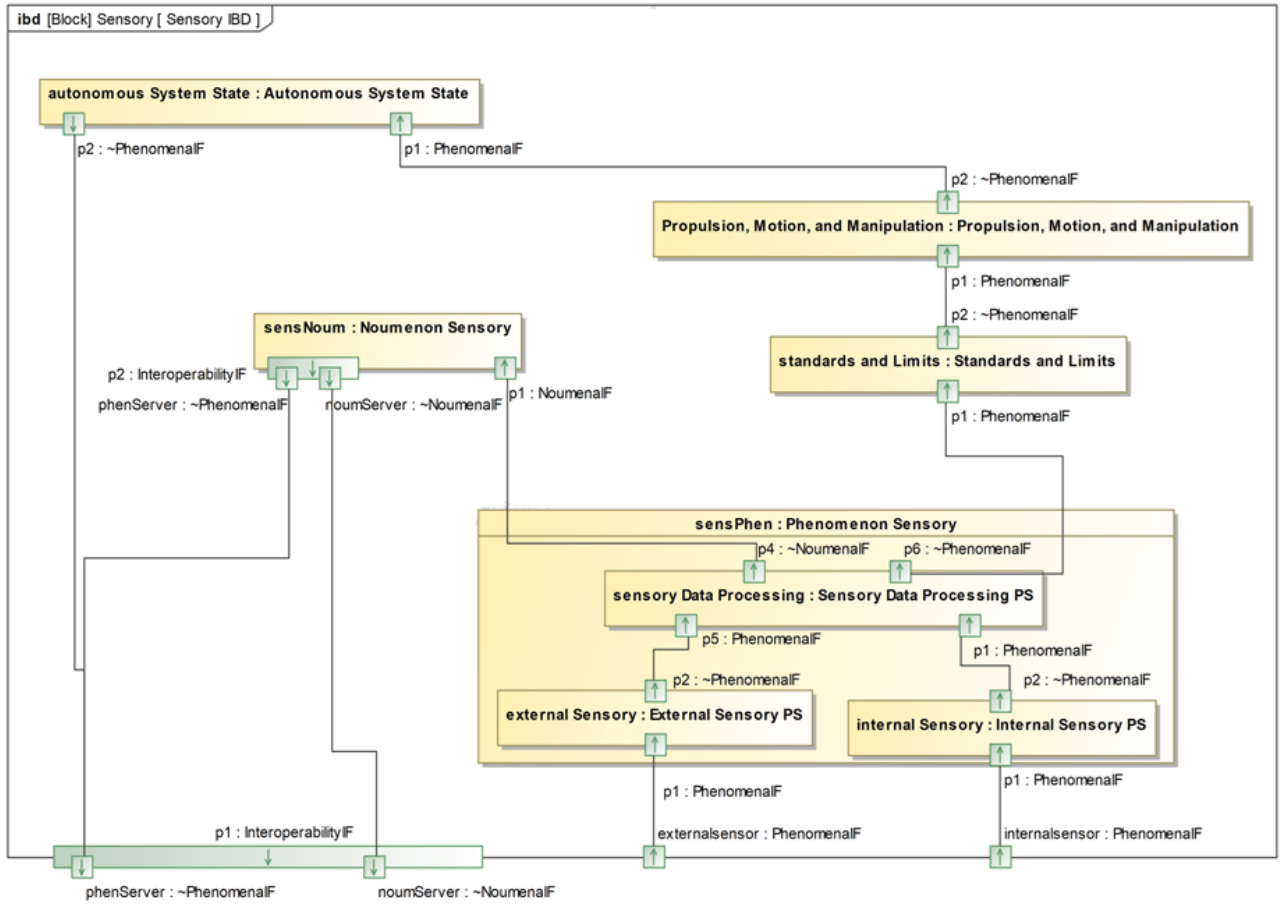 ibd [Block] Sensory [ Sensory IBD ]
autonomous System State : Autonomous System State
p2 : ~PhenomenalF
p1 : PhenomenalF
p2 : ~PhenomenalF
Propulsion, Motion, and Manipulation : Propulsion, Motion, and Manipulation
p1 : PhenomenalF
p2 : ~PhenomenalF
sensNoum : Noumenon Sensory
standards and Limits : Standards and Limits
p2 : InteroperabilityIF
p1 : NoumenalF
phenServer : ~PhenomenalF
noumServer : ~NoumenalF
p1 : PhenomenalF
sensPhen : Phenomenon Sensory
p4 : ~NoumenalF
p6 : ~PhenomenalF
sensory Data Processing : Sensory Data Processing PS
p5 : PhenomenalF
p1 : PhenomenalF
p2 : ~PhenomenalF
p2 : ~PhenomenalF
external Sensory : External Sensory PS
internal Sensory : Internal Sensory PS
p1 : PhenomenalF
p1 : PhenomenalF
p1 : InteroperabilityIF
externalsensor : PhenomenalF
internalsensor : PhenomenalF
phenServer : ~PhenomenalF
noumServer : ~NoumenalF